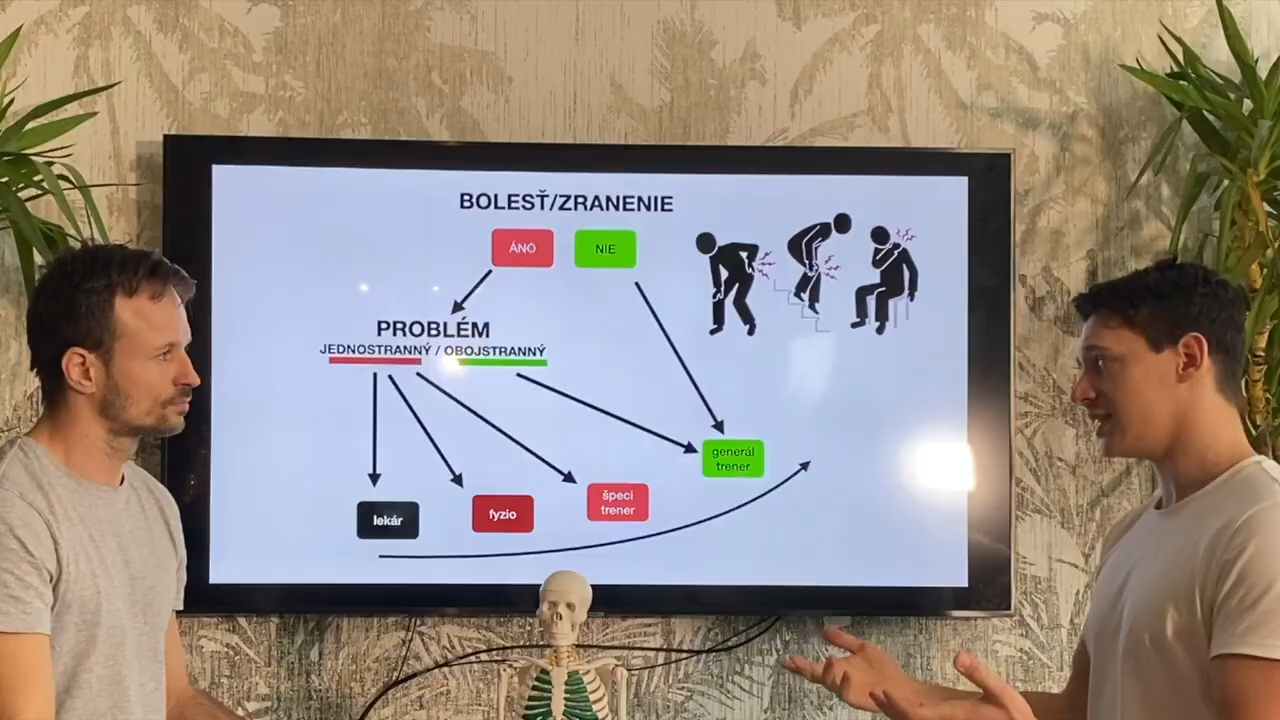 BOLESŤ/ZRANENIE
ÁNO
NIE
PROBLÉM
JEDNOSTRANNÝ / OBOJSTRANNÝ
generál
trener
špeci
trener
fyzio
lekár